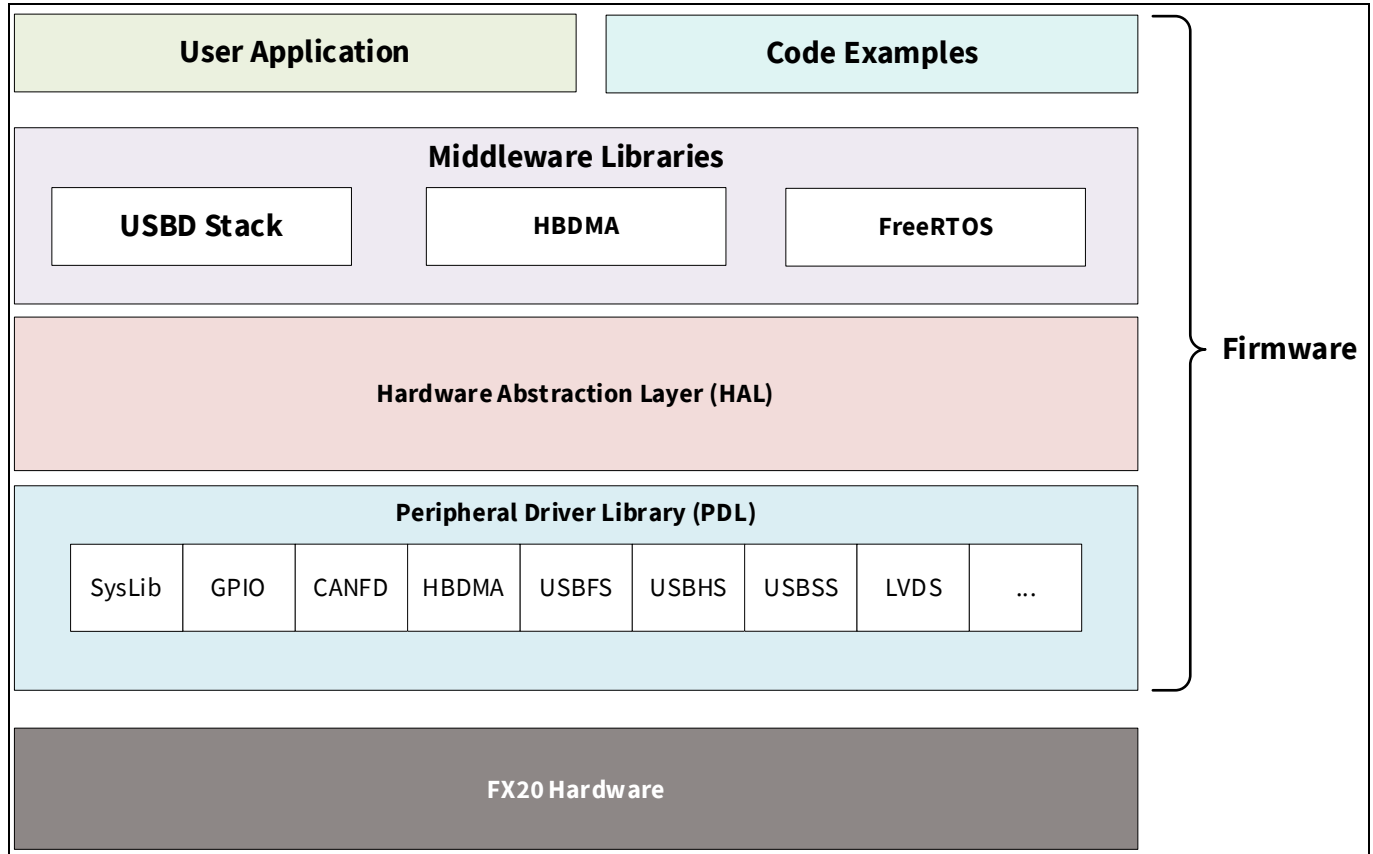 User Application
Code Examples
Middleware Libraries
USBD Stack
HBDMA
FreeRTOS
Firmware
Hardware Abstraction Layer (HAL)
Peripheral Driver Library (PDL)
SysLib
GPIO
CANFD
HBDMA
USBFS
USBHS
USBSS
LVDS
...
FX20 Hardware